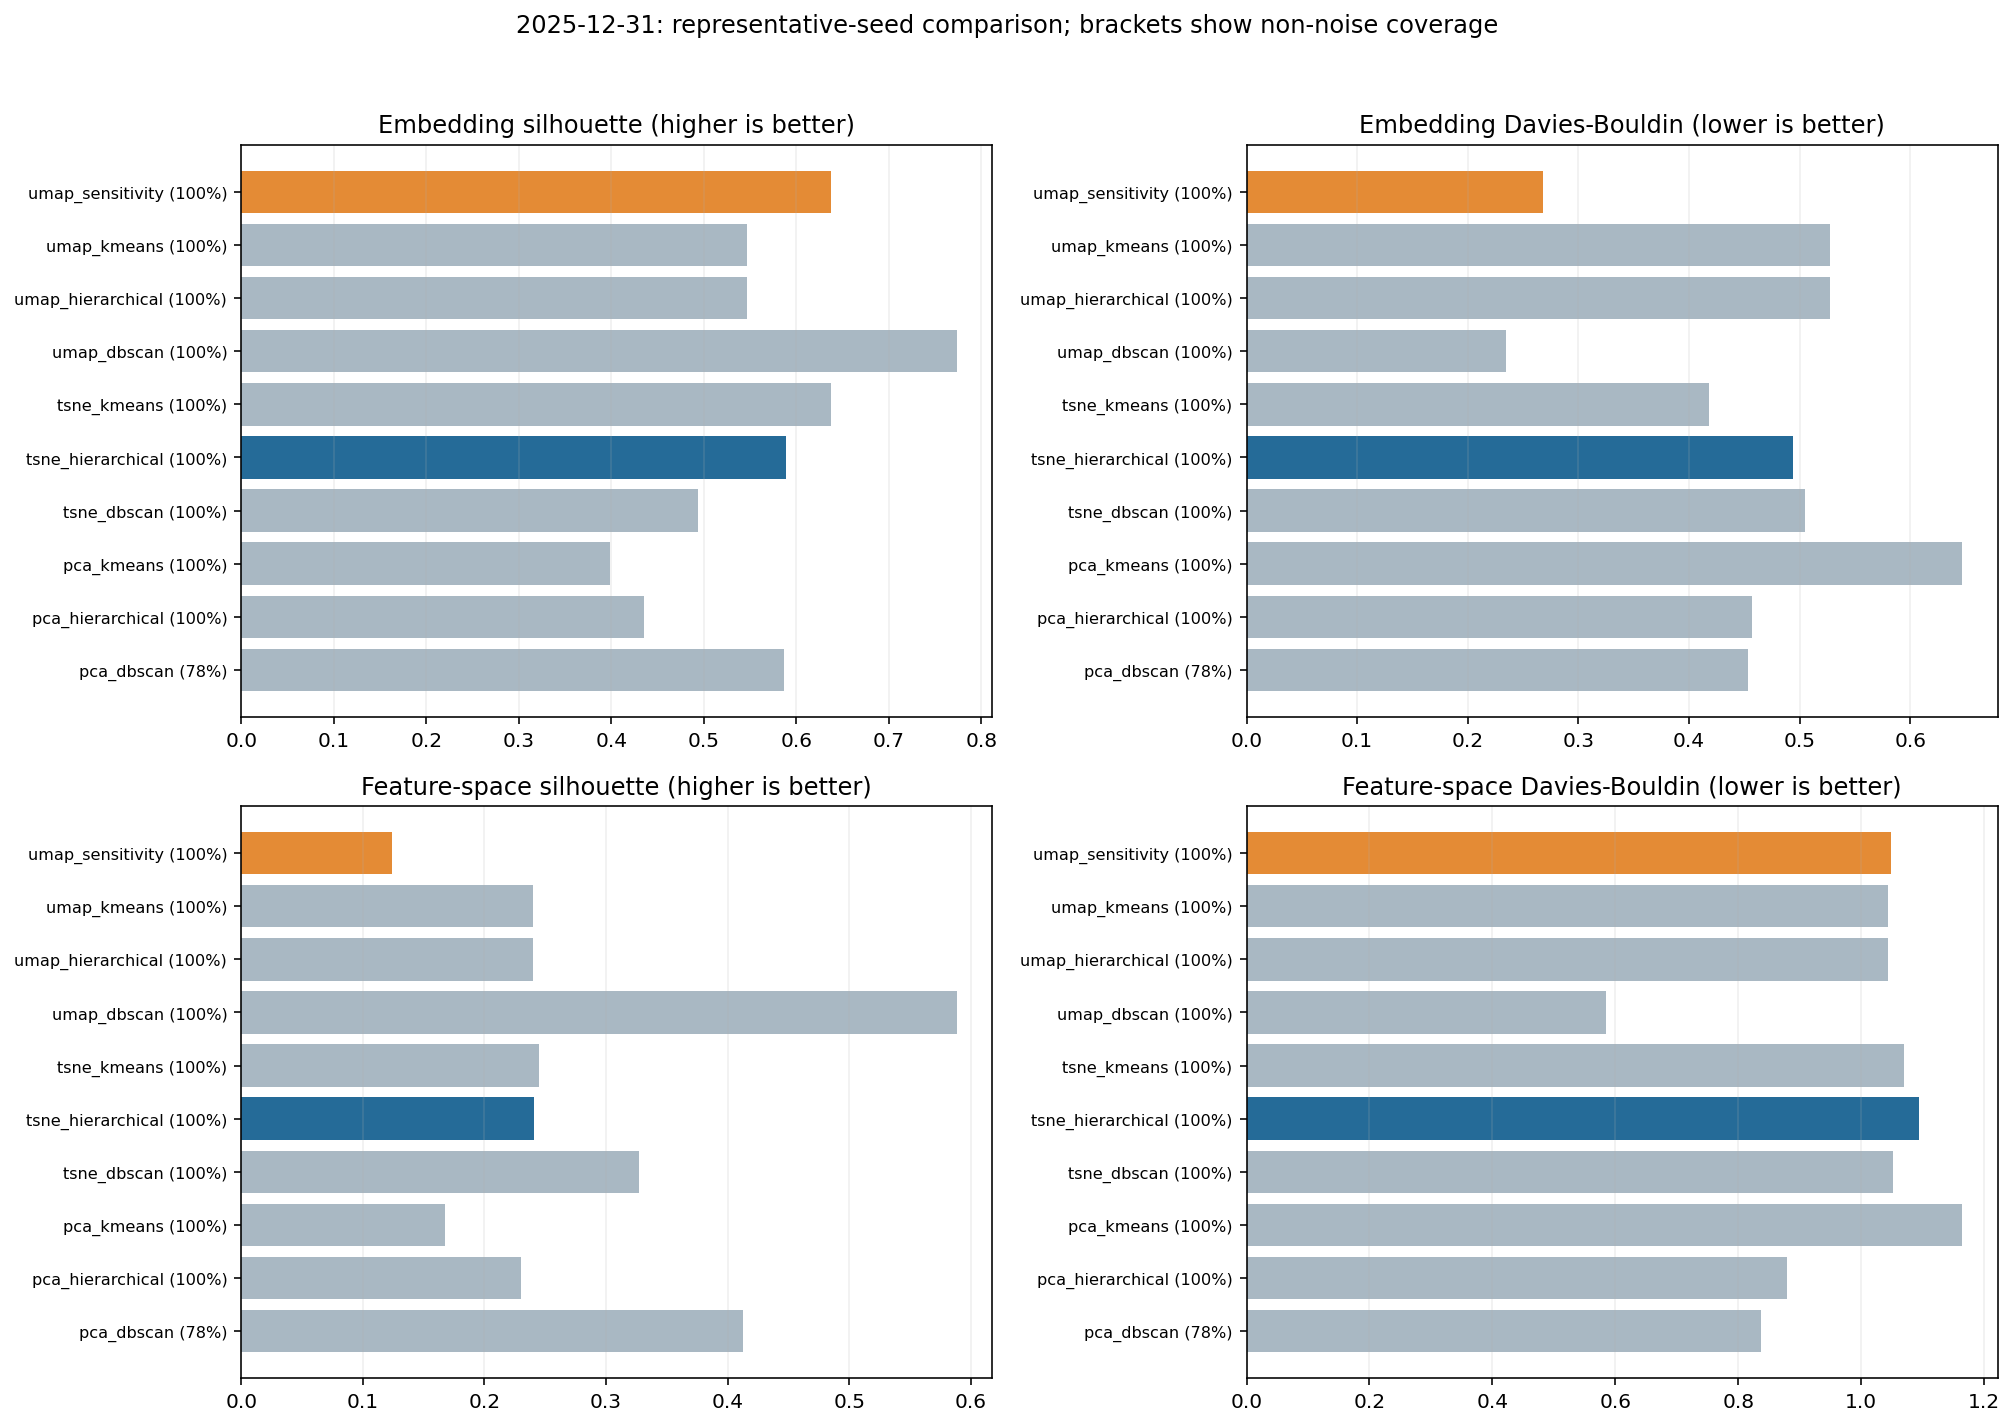 2025-12-31: representative-seed comparison; brackets show non-noise coverage
Embedding silhouette (higher is better)
umap_sensitivity (100%)
umap_kmeans (100%)
umap_hierarchical (100%)
umap_dbscan (100%)
tsne_kmeans (100%)
tsne_hierarchical (100%)
tsne_dbscan (100%)
pca_kmeans (100%)
pca_hierarchical (100%)
pca_dbscan (78%)
0.0 0.1 0.2 0.3 0.4 0.5 0.6 0.7 0.8
Embedding Davies-Bouldin (lower is better)
umap_sensitivity (100%)
umap_kmeans (100%)
umap_hierarchical (100%)
umap_dbscan (100%)
tsne_kmeans (100%)
tsne_hierarchical (100%)
tsne_dbscan (100%)
pca_kmeans (100%)
pca_hierarchical (100%)
pca_dbscan (78%)
0.0 0.1 0.2 0.3 0.4 0.5 0.6
Feature-space silhouette (higher is better)
umap_sensitivity (100%)
umap_kmeans (100%)
umap_hierarchical (100%)
umap_dbscan (100%)
tsne_kmeans (100%)
tsne_hierarchical (100%)
tsne_dbscan (100%)
pca_kmeans (100%)
pca_hierarchical (100%)
pca_dbscan (78%)
0.0 0.1 0.2 0.3 0.4 0.5 0.6
Feature-space Davies-Bouldin (lower is better)
umap_sensitivity (100%)
umap_kmeans (100%)
umap_hierarchical (100%)
umap_dbscan (100%)
tsne_kmeans (100%)
tsne_hierarchical (100%)
tsne_dbscan (100%)
pca_kmeans (100%)
pca_hierarchical (100%)
pca_dbscan (78%)
0.0 0.2 0.4 0.6 0.8 1.0 1.2